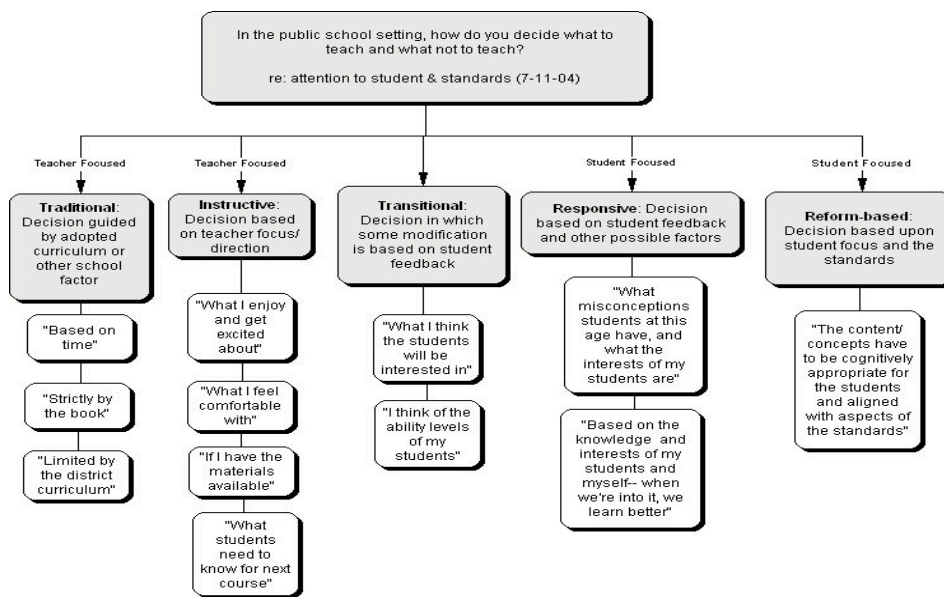 In the public school setting, how do you decide what to
teach and what not to teach?
re: attention to student & standards (7-11-04)
Teacher Focused
Teacher Focused
Student Focused
Student Focused
Traditional:
Decision guided
by adopted
curriculum or
other school
factor
"Based on
time"
"Strictly by
the book"
"Limited by
the district
curriculum"
Instructive:
Decision based
on teacher focus/
direction
"What I enjoy
and get
excited
about"
"What I feel
comfortable
with"
"If I have the
materials
available"
"What
students
need to
know for next
course"
Transitional:
Decision in which
some modification
is based on student
feedback
"What I think
the students
will be
interested in"
"I think of the
ability levels
of my
students"
Responsive: Decision
based on student feedback
and other possible factors
"What
misconceptions
students at this
age have, and
what the
interests of my
students are"
"Based on the
knowledge and
interests of my
students and
myself-- when
we're into it, we
learn better"
Reform-based:
Decision based upon
student focus and the
standards
"The content/
concepts have
to be cognitively
appropriate for
the students
and aligned
with aspects of
the standards"